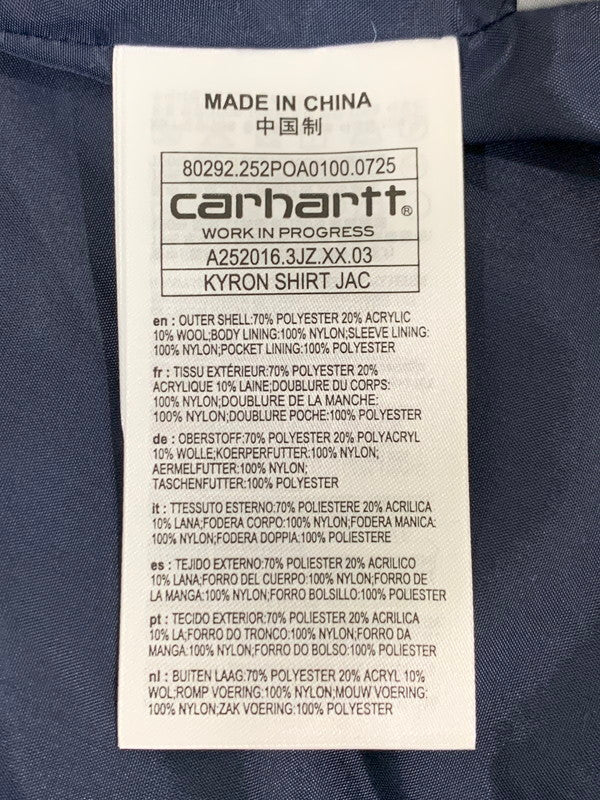 MADE IN CHINA
中国制
80292.252POA0100.0725
carhartt®
WORK IN PROGRESS
A252016.3JZ.XX.03
KYRON SHIRT JAC
en : OUTER SHELL:70% POLYESTER 20% ACRYLIC
10% WOOL;BODY LINING:100% NYLON;SLEEVE LINING:
100% NYLON;POCKET LINING:100% POLYESTER
fr : TISSU EXTÉRIEUR:70% POLYESTER 20%
ACRYLIQUE 10% LAINE;DOUBLURE DU CORPS:
100% NYLON;DOUBLURE DE LA MANCHE:
100% NYLON;DOUBLURE POCHE:100% POLYESTER
de : OBERSTOFF:70% POLYESTER 20% POLYACRYL
10% WOLLE;KOERPERFUTTER:100% NYLON;
AERMELFUTTER:100% NYLON;
TASCHENFUTTER:100% NYLON;
it : TTESSUTO ESTERNO:70% POLIESTERE 20% ACRILICA
10% LANA;FODERA CORPO:100% NYLON;FODERA MANICA:
100% NYLON;FODERA DOPPIA:100% POLIESTERE
es : TEJIDO EXTERNO:70% POLIESTER 20% ACRILICO
10% LANA;FORRO DEL CUERPO:100% NYLON;FORRO DE
LA MANGA:100% NYLON;FORRO BOLSILLO:100% POLYESTER
pt : TECIDO EXTERIOR:70% POLIESTER 20% ACRILICA
10% LA;FORRO DO TRONCO:100% NYLON;FORRO DA
MANGA:100% NYLON;FORRO DO BOLSO:100% POLYESTER
nl : BUITEN LAAG:70% POLYESTER 20% ACRYL 10%
WOL;ROMP VOERING:100% NYLON;MOUW VOERING:
100% NYLON;ZAK VOERING:100% POLYESTER